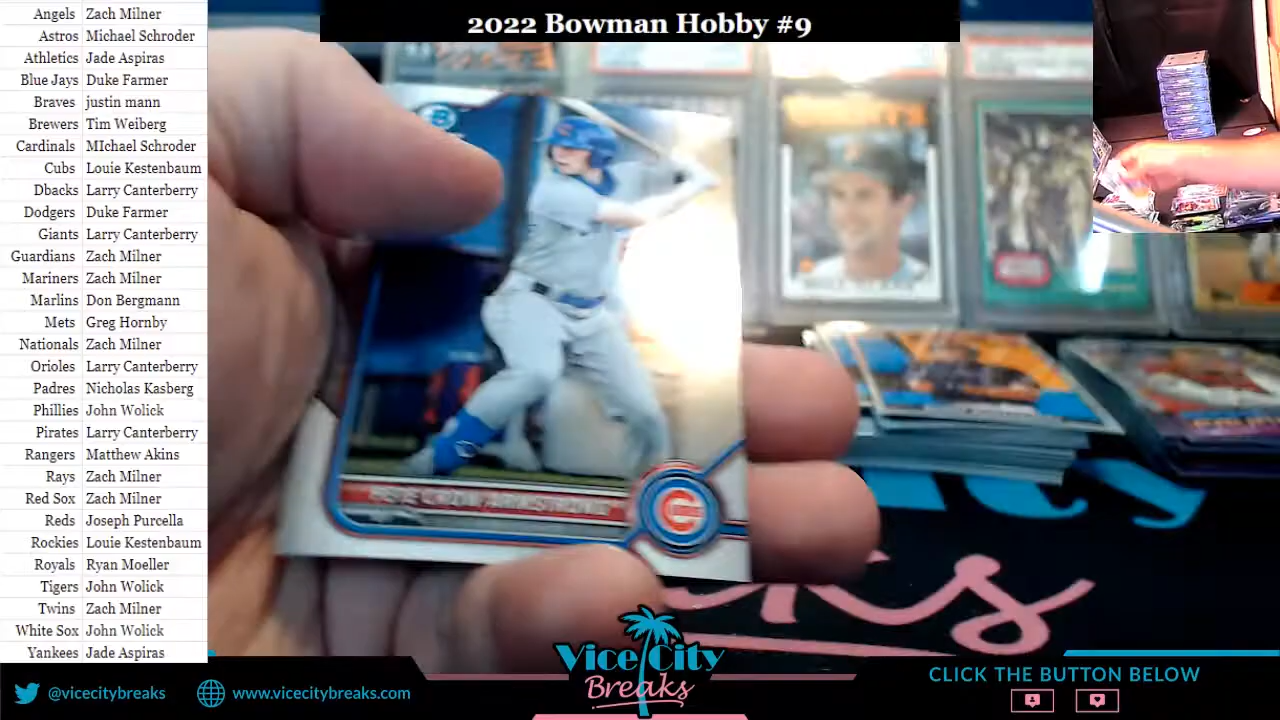 2022 Bowman Hobby #9
Angels Zach Milner
Astros Michael Schroder
Athletics Jade Aspiras
Blue Jays Duke Farmer
Braves justin mann
Brewers Tim Weiberg
Cardinals MIchael Schroder
Cubs Louie Kestenbaum
Dbacks Larry Canterberry
Dodgers Duke Farmer
Giants Larry Canterberry
Guardians Zach Milner
Mariners Zach Milner
Marlins Don Bergmann
Mets Greg Hornby
Nationals Zach Milner
Orioles Larry Canterberry
Padres Nicholas Kasberg
Phillies John Wolick
Pirates Larry Canterberry
Rangers Matthew Akins
Rays Zach Milner
Red Sox Zach Milner
Reds Joseph Purcella
Rockies Louie Kestenbaum
Royals Ryan Moeller
Tigers John Wolick
Twins Zach Milner
White Sox John Wolick
Yankees Jade Aspiras
PETE CROW-ARMSTRONG
Vice City
Breaks
@vicecitybreaks
www.vicecitybreaks.com
CLICK THE BUTTON BELOW